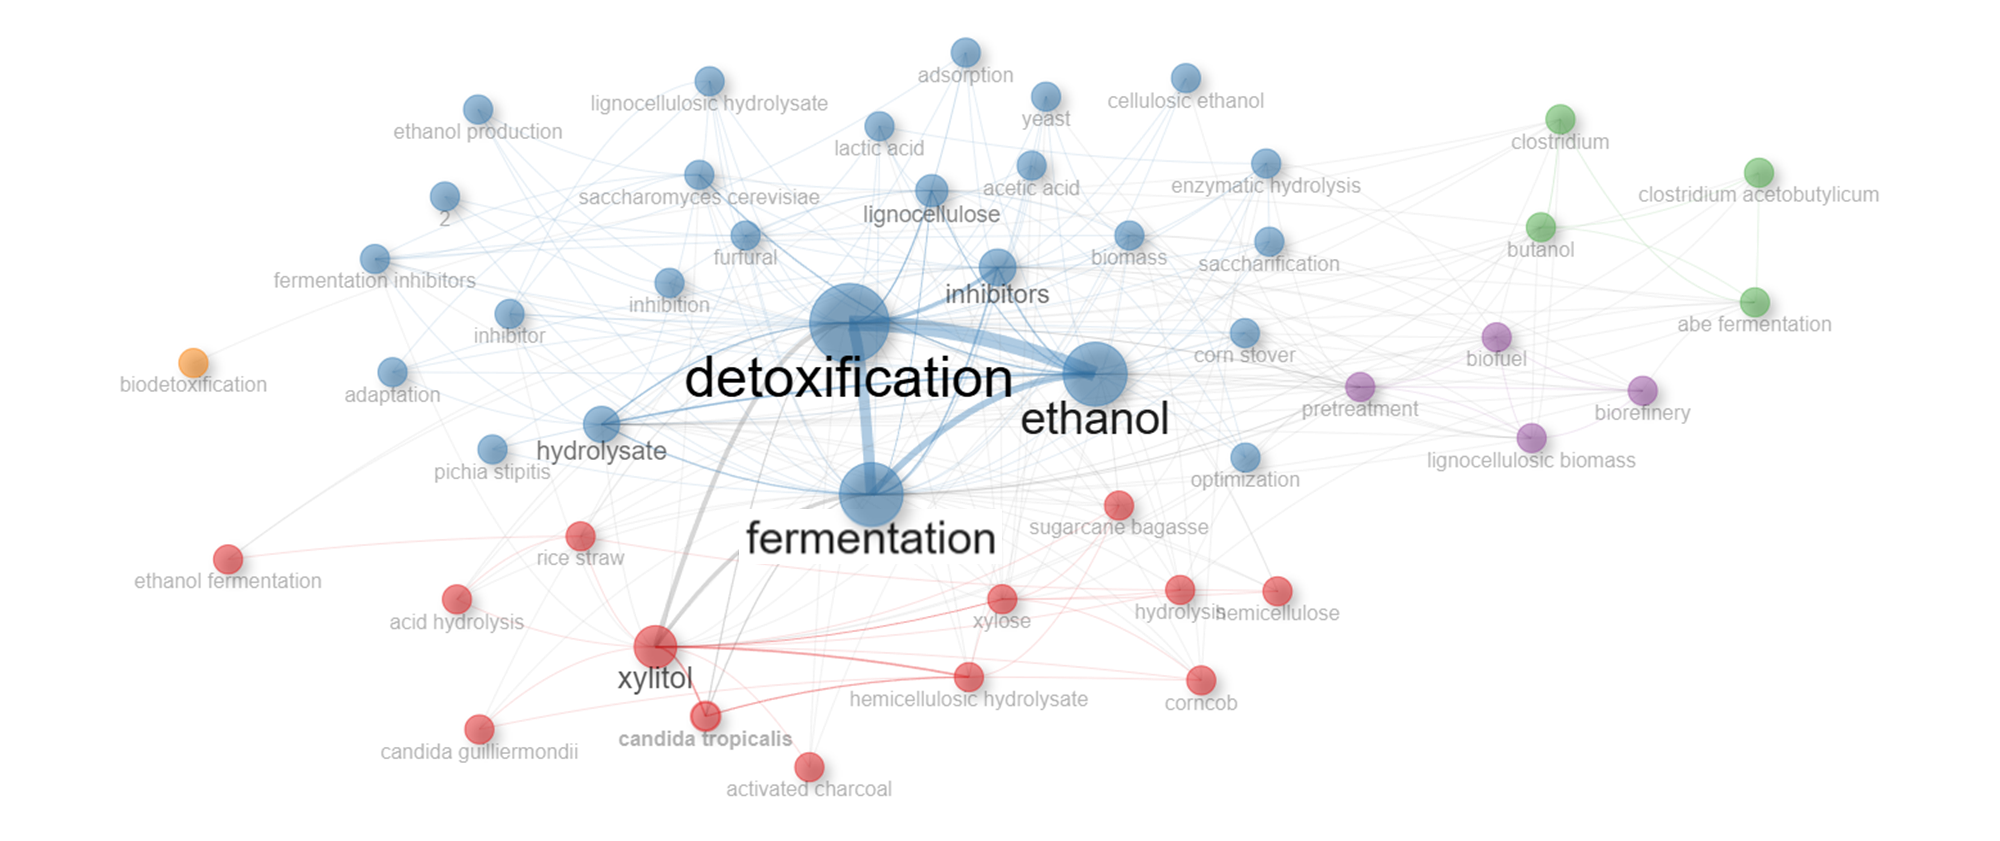 adsorption
cellulosic ethanol
lignocellulosic hydrolysate
yeast
ethanol production
clostridium
lactic acid
enzymatic hydrolysis
acetic acid
clostridium acetobutylicum
saccharomyces cerevisiae
lignocellulose
2
butanol
furfural
biomass
saccharification
fermentation inhibitors
inhibitors
inhibition
abe fermentation
inhibitor
corn stover
biofuel
detoxification
biodetoxification
adaptation
pretreatment
biorefinery
ethanol
hydrolysate
lignocellulosic biomass
pichia stipitis
optimization
sugarcane bagasse
fermentation
rice straw
ethanol fermentation
hydrolysis
hemicellulose
acid hydrolysis
xylose
xylitol
hemicellulosic hydrolysate
corncob
candida tropicalis
candida guilliermondii
activated charcoal